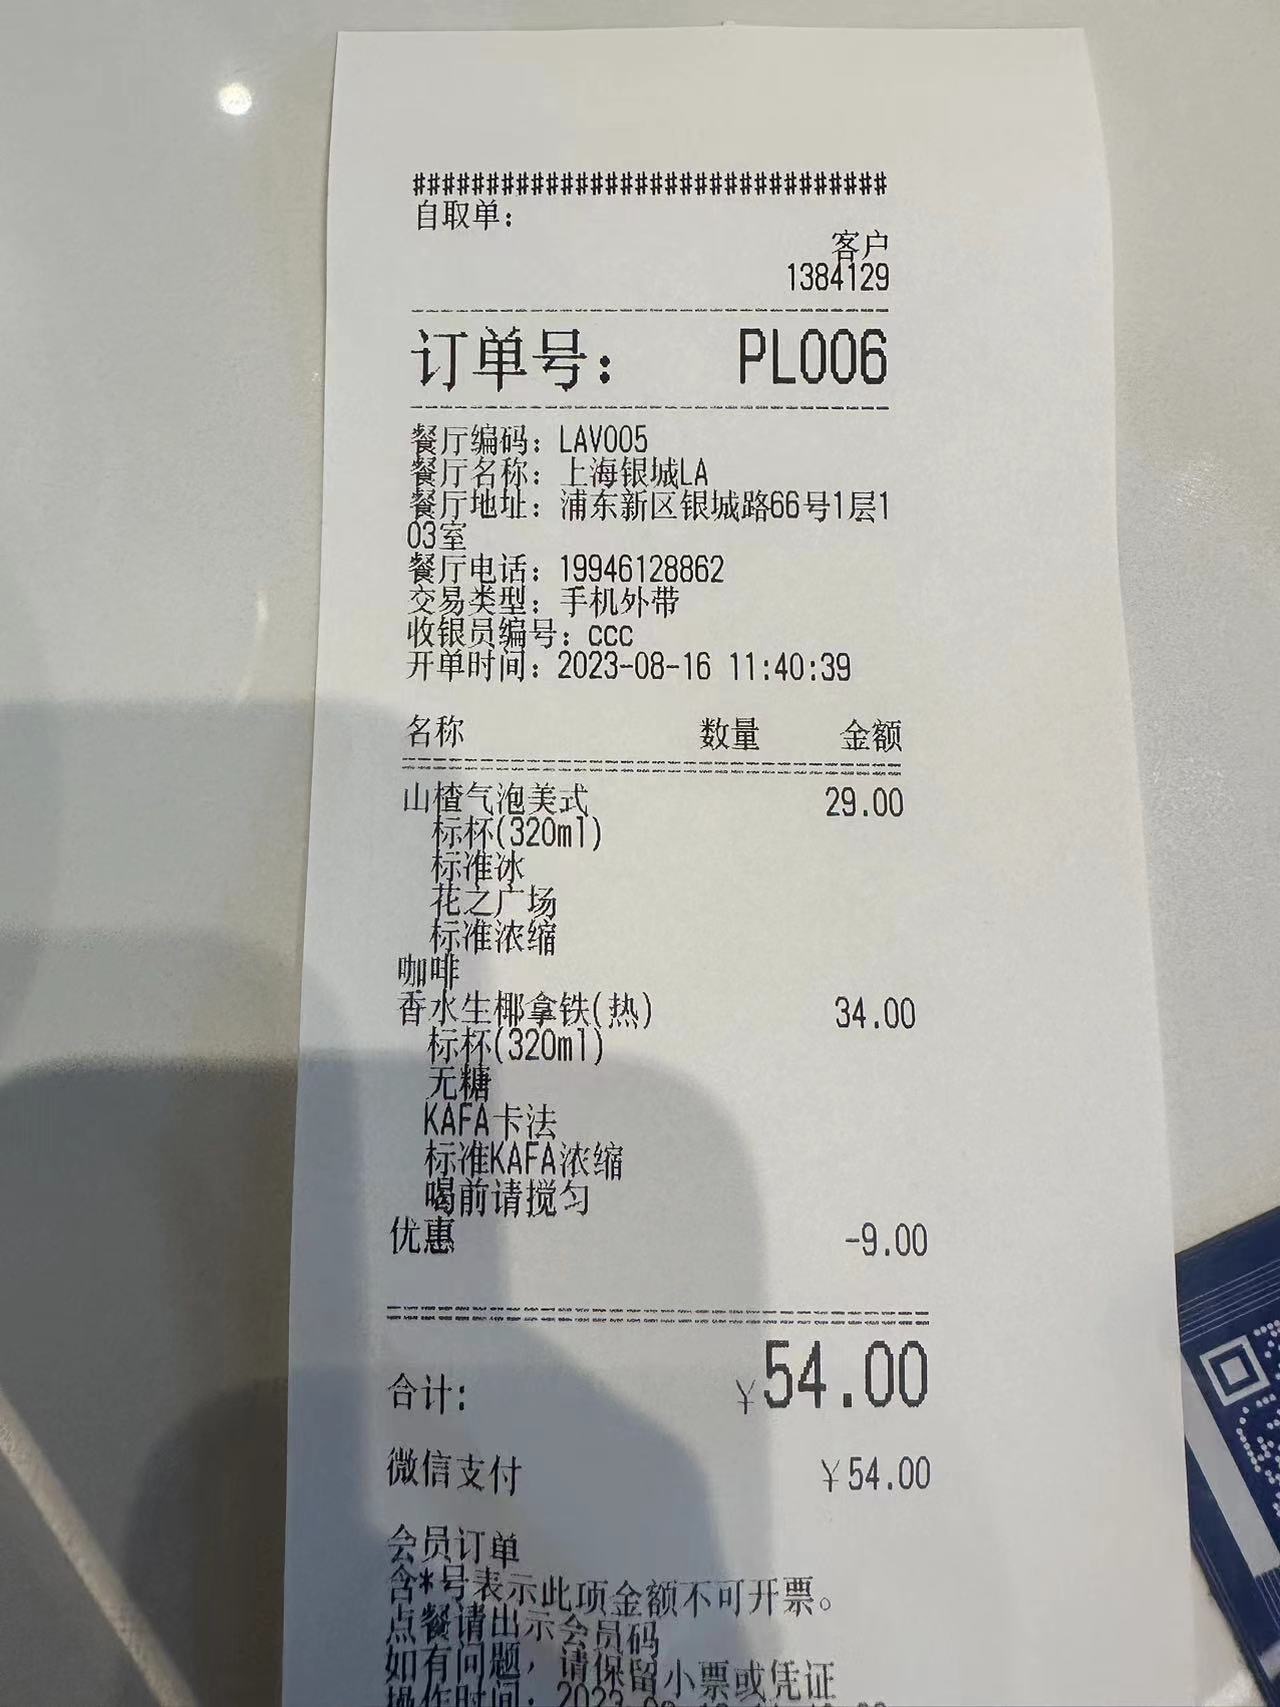 ################################
自取单：
客户
1384129
订单号： PL006
餐厅编码：LAV005
餐厅名称：上海银城LA
餐厅地址：浦东新区银城路66号1层1
03室
餐厅电话：19946128862
交易类型：手机外带
收银员编号：ccc
开单时间：2023-08-16 11:40:39
名称 数量 金额
山楂气泡美式 29.00
标杯(320ml)
标准冰
花之广场
标准浓缩
咖啡
香水生椰拿铁(热) 34.00
标杯(320ml)
无糖
KAFA卡法
标准KAFA浓缩
喝前请搅匀
优惠 -9.00
合计: ¥54.00
微信支付 ¥54.00
会员订单
含*号表示此项金额不可开票。
点餐请出示会员码
如有问题，请保留小票或凭证
操作时间：